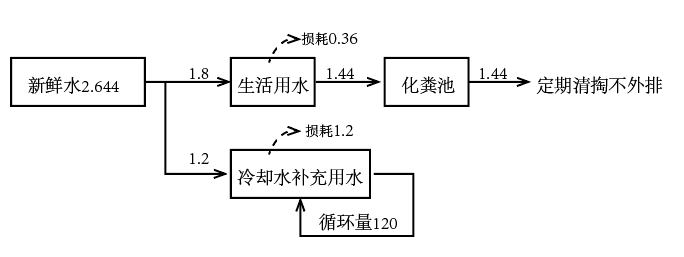 损耗0.36
新鲜水2.644
1.8
生活用水
1.44
化粪池
1.44
定期清掏不外排
损耗1.2
1.2
冷却水补充用水
循环量120